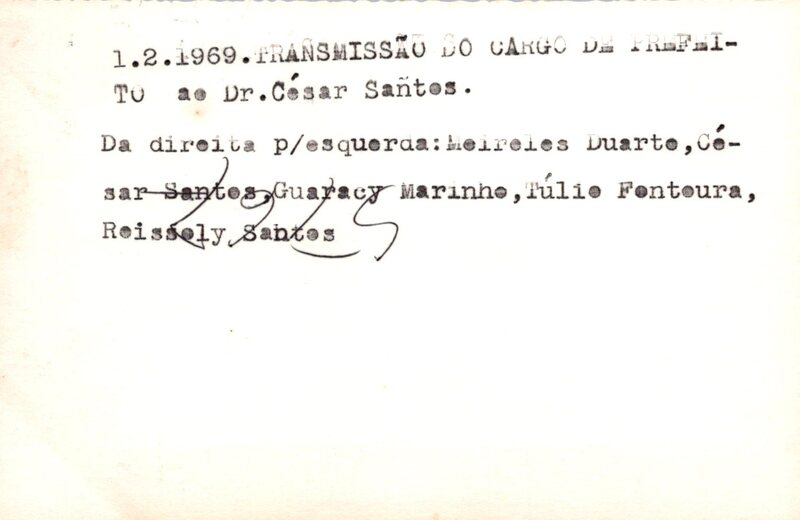 1.2.1969.TRANSMISSÃO DO CARGO DE PREFEI-
TO ao Dr.César Sañtos.
Da direita p/esquerda:Meireles Duarte,Cé-
sar Santos,Guaracy Marinho,Túlio Fontoura,
Reissoly Santos